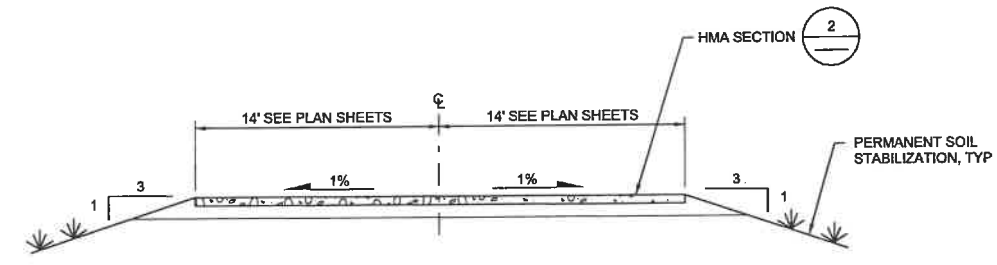 2
HMA SECTION
℄
14' SEE PLAN SHEETS
14' SEE PLAN SHEETS
PERMANENT SOIL
STABILIZATION, TYP
3
1% 1%
3
1
1